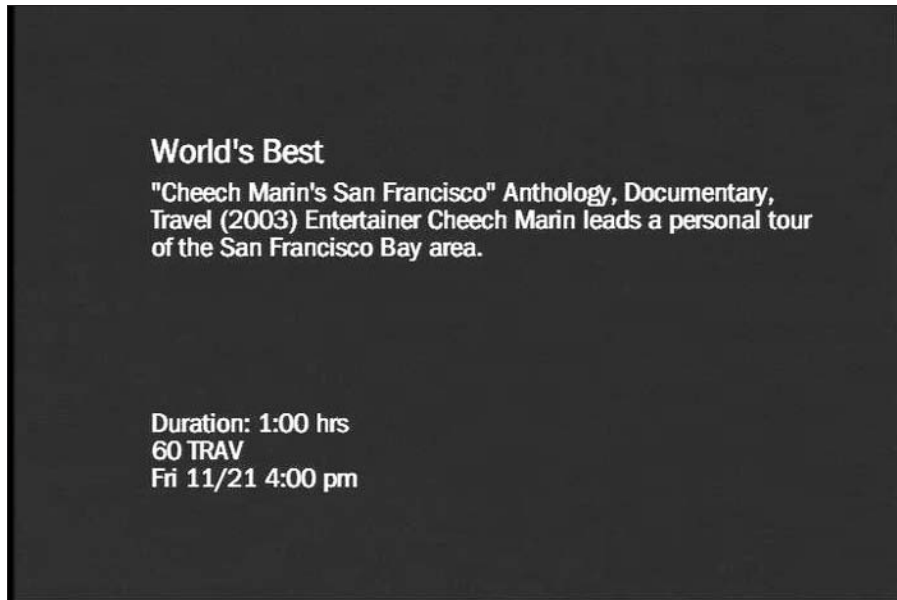 World's Best
"Cheech Marin's San Francisco" Anthology, Documentary,
Travel (2003) Entertainer Cheech Marin leads a personal tour
of the San Francisco Bay area.
Duration: 1:00 hrs
60 TRAV
Fri 11/21 4:00 pm